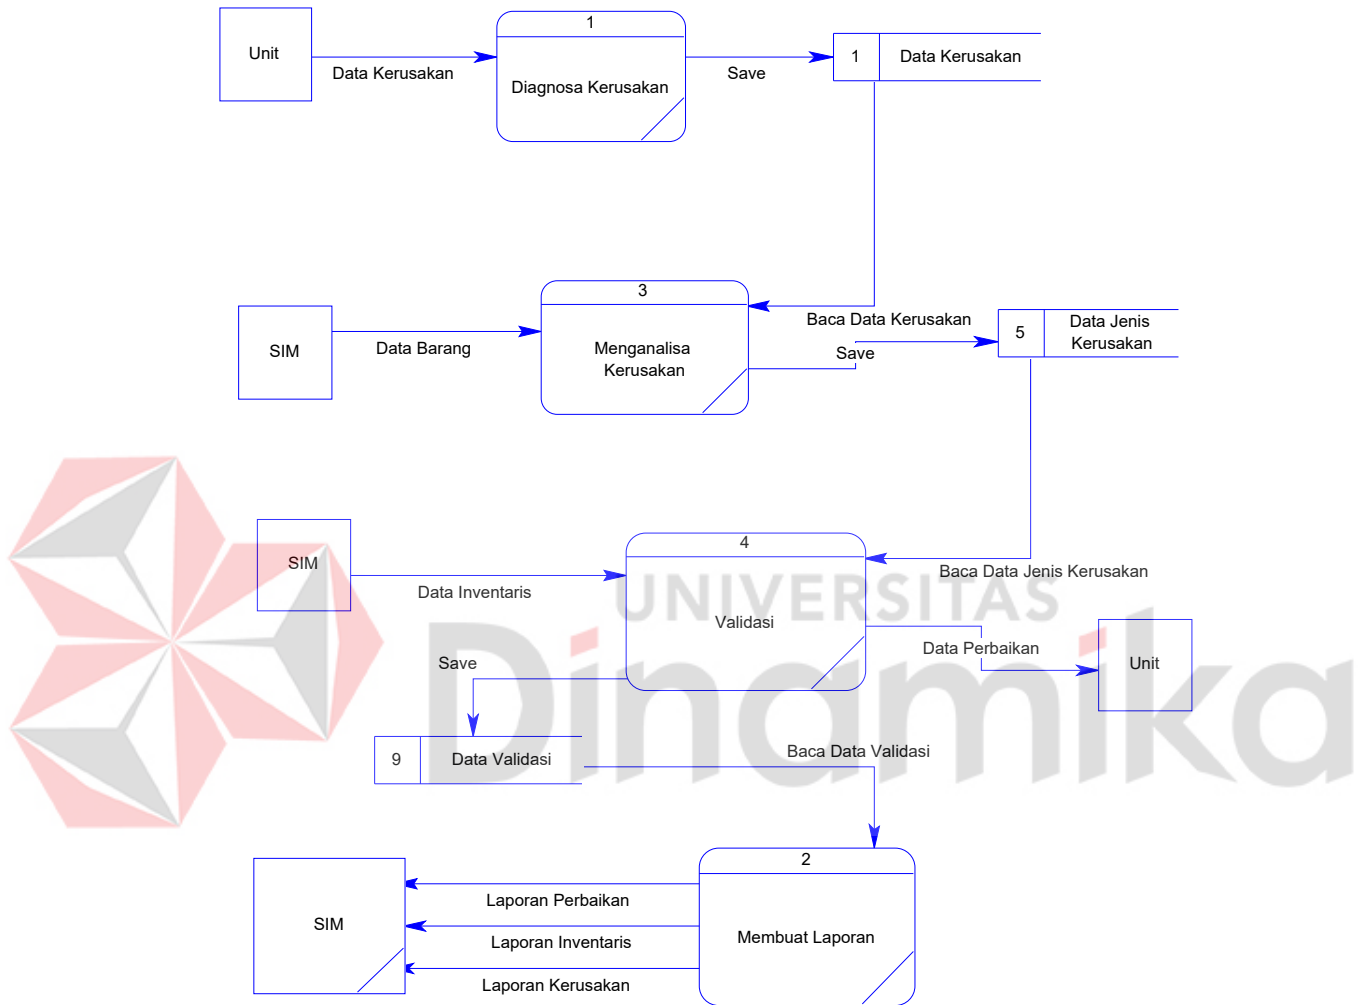 Unit
Data Kerusakan
1
Diagnosa Kerusakan
Save
1
Data Kerusakan
SIM
Data Barang
3
Menganalisa
Kerusakan
Baca Data Kerusakan
Save
5
Data Jenis
Kerusakan
SIM
Data Inventaris
4
Validasi
Baca Data Jenis Kerusakan
UNIVERSITAS
Dinamika
Data Perbaikan
Unit
Save
9
Data Validasi
Baca Data Validasi
2
Membuat Laporan
SIM
Laporan Perbaikan
Laporan Inventaris
Laporan Kerusakan